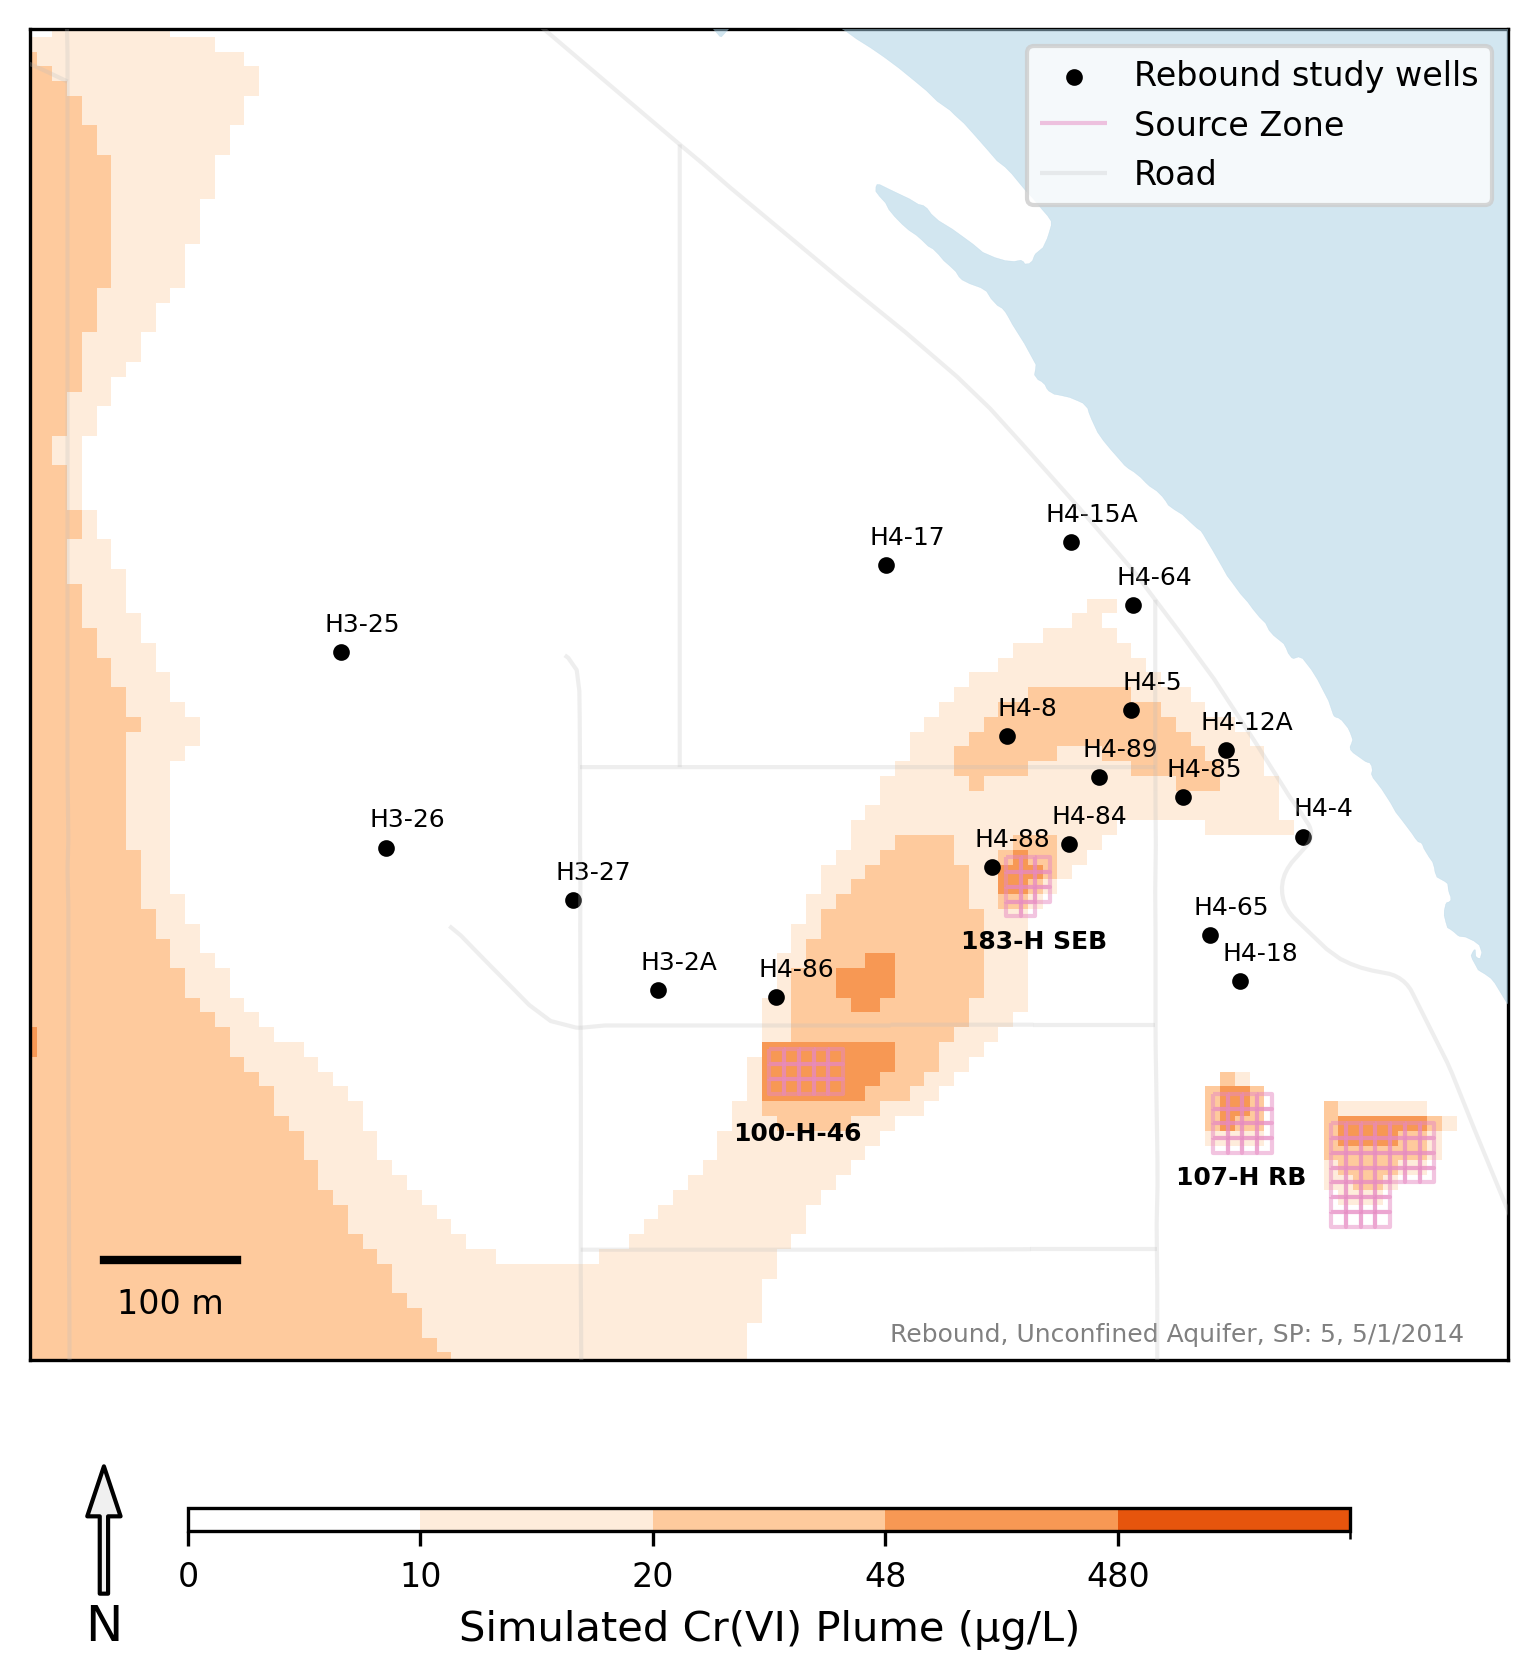 Rebound study wells
Source Zone
Road
H4-15A
H4-17
H4-64
H3-25
H4-5
H4-8
H4-12A
H4-89
H4-85
H4-4
H4-84
H3-26
H4-88
H3-27
H4-65
183-H SEB
H4-18
H3-2A
H4-86
100-H-46
107-H RB
100 m
Rebound, Unconfined Aquifer, SP: 5, 5/1/2014
0 10 20 48 480
N
Simulated Cr(VI) Plume (µg/L)